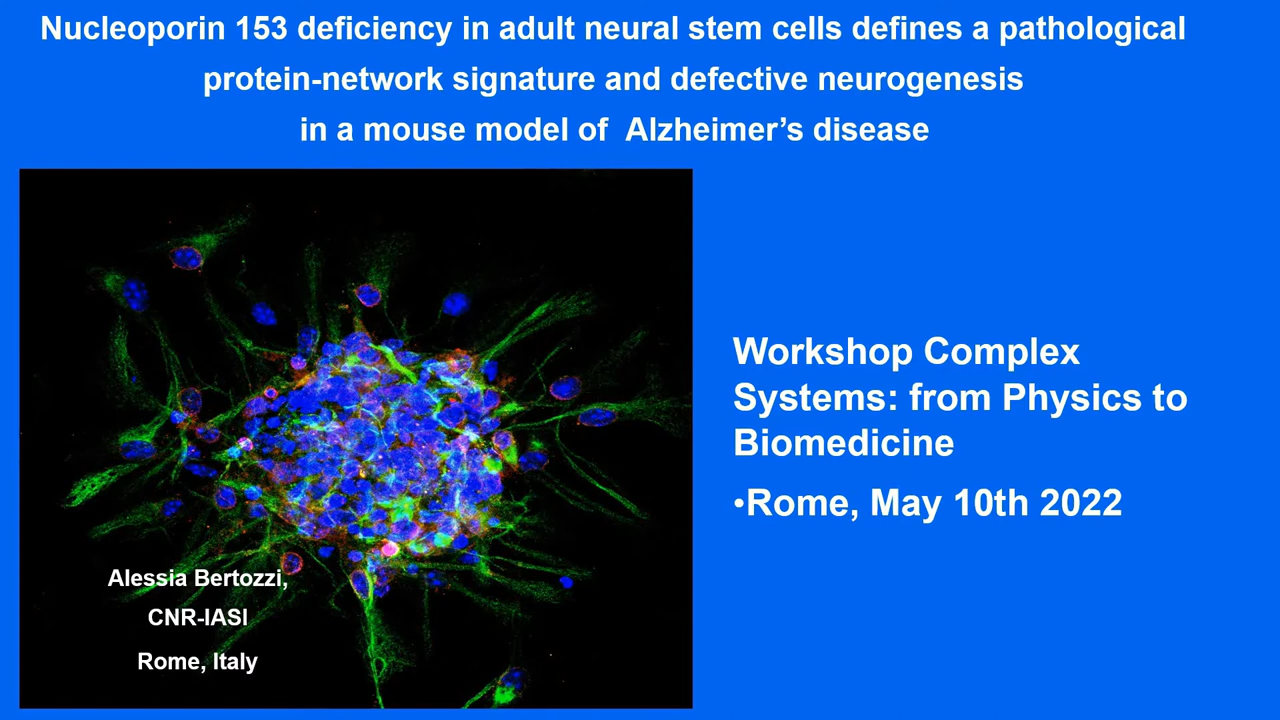 Nucleoporin 153 deficiency in adult neural stem cells defines a pathological
protein-network signature and defective neurogenesis
in a mouse model of Alzheimer’s disease
Workshop Complex
Systems: from Physics to
Biomedicine
•Rome, May 10th 2022
Alessia Bertozzi,
CNR-IASI
Rome, Italy